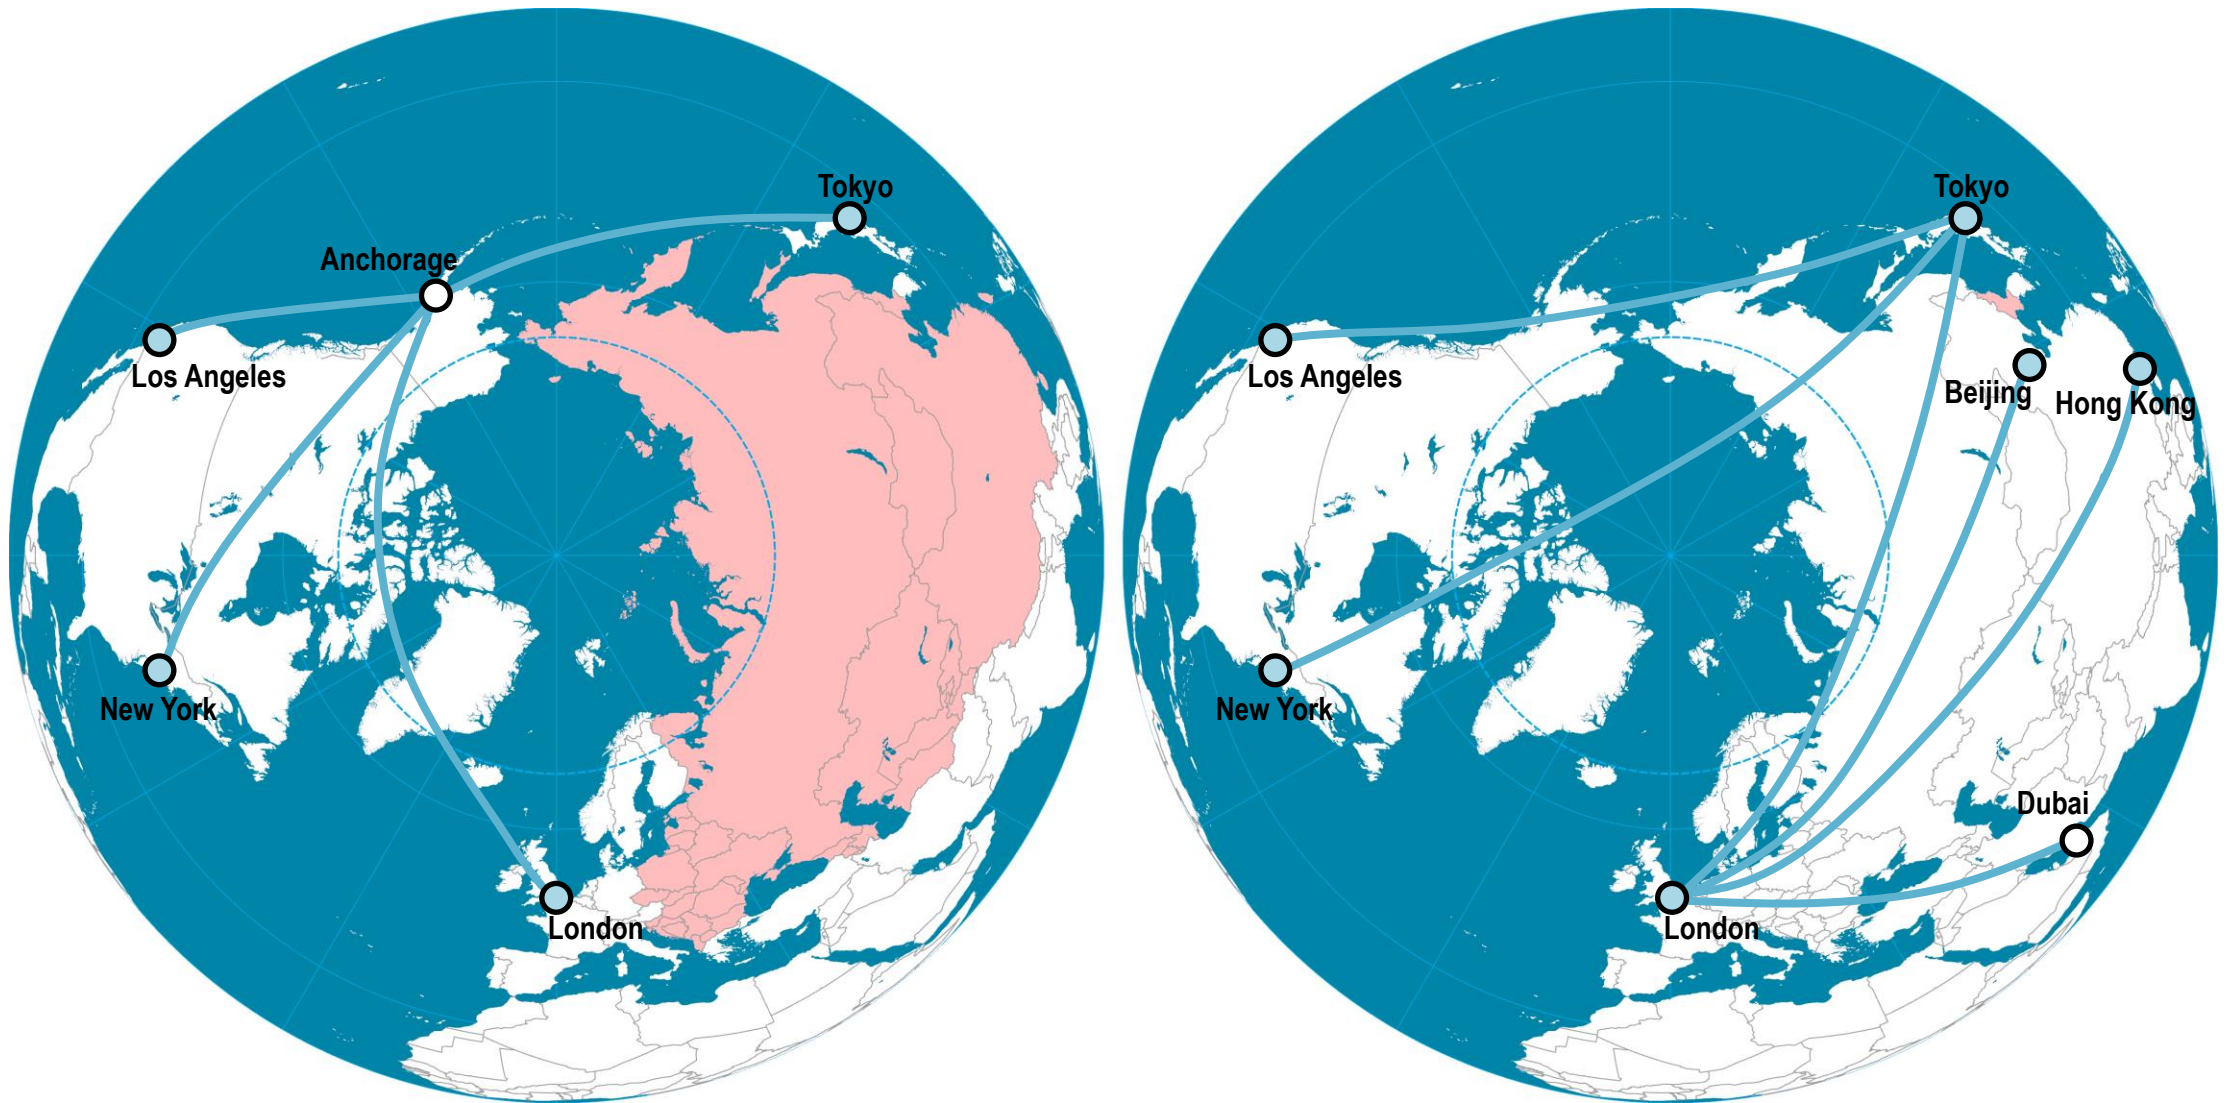 Tokyo
Anchorage
Los Angeles
New York
London
Tokyo
Los Angeles
Beijing
Hong Kong
New York
Dubai
London